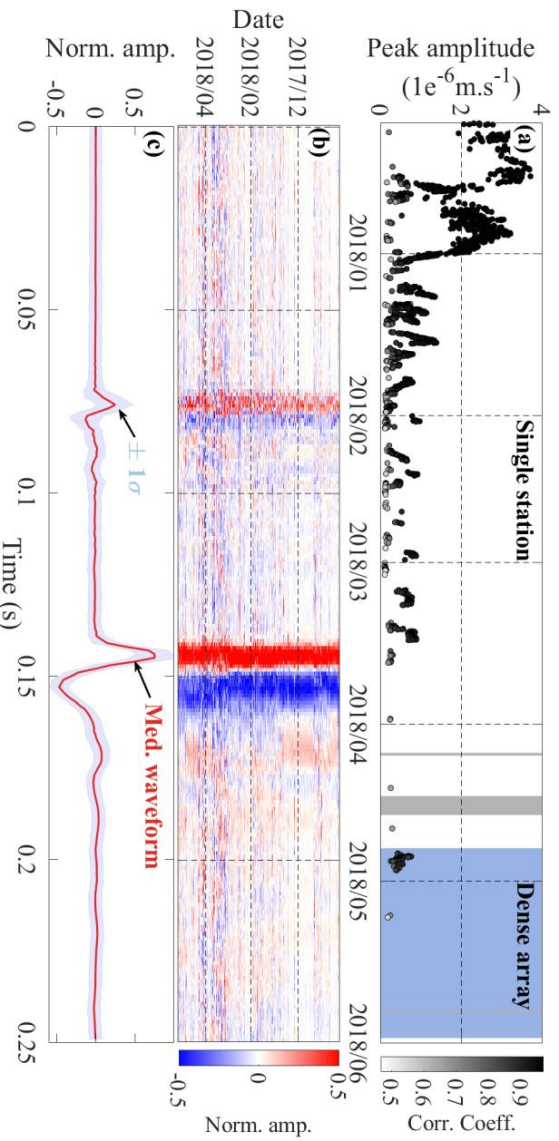 Peak amplitude
(1e⁻⁶m.s⁻¹)
4
2
0
(a)
Single station
Dense array
2018/01
2018/02
2018/03
2018/04
2018/05
2018/06
0.9
0.8
0.7
0.6
0.5
Corr. Coeff.
Date
2017/12
2018/02
2018/04
(b)
0.5
0
-0.5
Norm. amp.
Norm. amp.
0.5
0
-0.5
(c)
± 1σ
Med. waveform
0
0.05
0.1
0.15
0.2
0.25
Time (s)